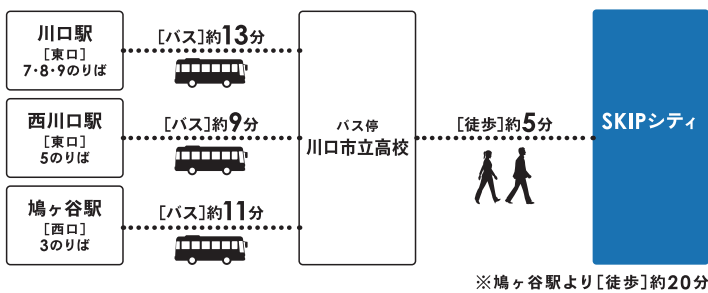 川口駅
[東口]
7・8・9のりば
[バス]約13分
西川口駅
[東口]
5のりば
[バス]約9分
鳩ヶ谷駅
[西口]
3のりば
[バス]約11分
バス停
川口市立高校
[徒歩]約5分
SKIPシティ
※鳩ヶ谷駅より[徒歩]約20分